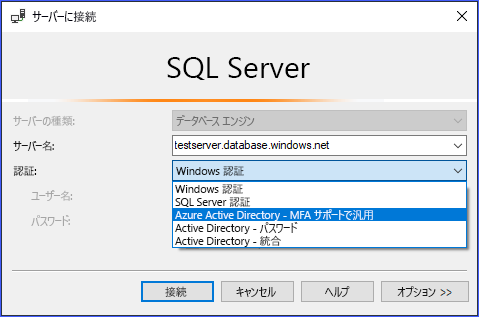 サーバーに接続
SQL Server
サーバーの種類:
データベース エンジン
サーバー名:
testserver.database.windows.net
認証:
Windows 認証
Windows 認証
SQL Server 認証
Azure Active Directory - MFA サポートで汎用
Active Directory - パスワード
Active Directory - 統合
ユーザー名:
パスワード:
接続
キャンセル
ヘルプ
オプション >>